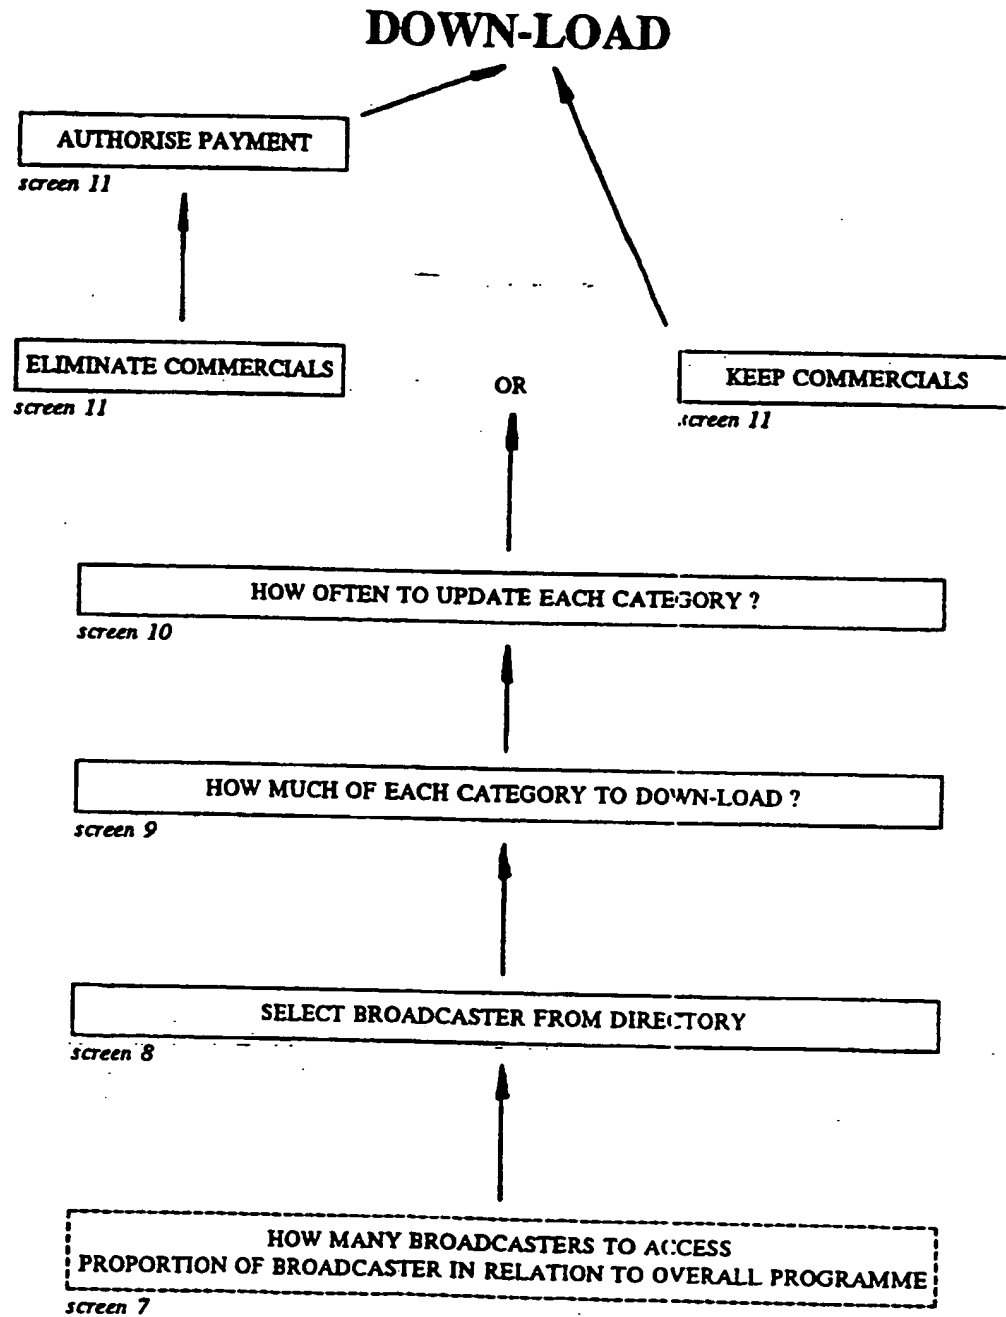 DOWN-LOAD
AUTHORISE PAYMENT
screen 11
ELIMINATE COMMERCIALS
screen 11
OR
KEEP COMMERCIALS
screen 11
HOW OFTEN TO UPDATE EACH CATEGORY ?
screen 10
HOW MUCH OF EACH CATEGORY TO DOWN-LOAD ?
screen 9
SELECT BROADCASTER FROM DIRECTORY
screen 8
HOW MANY BROADCASTERS TO ACCESS
PROPORTION OF BROADCASTER IN RELATION TO OVERALL PROGRAMME
screen 7